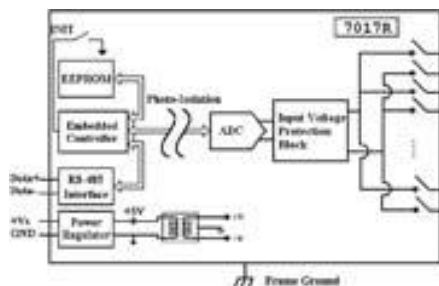 7017R
INIT
EEPROM
Photo-Isolation
Embedded
Controller
ADC
Input Voltage
Protection
Block
Data+
Data-
RS-485
Interface
+5V
+Vs
GND
Power
Regulator
Frame Ground